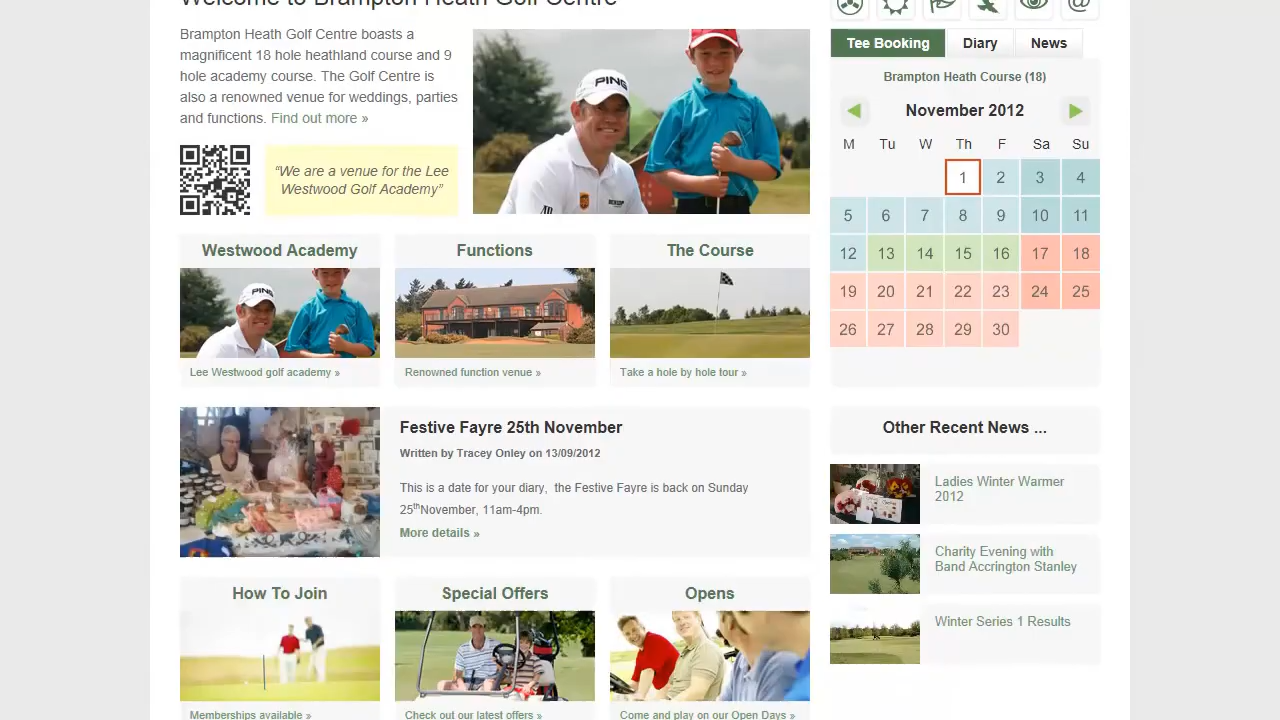 Welcome to Brampton Heath Golf Centre
Brampton Heath Golf Centre boasts a
magnificent 18 hole heathland course and 9
hole academy course. The Golf Centre is
also a renowned venue for weddings, parties
and functions. Find out more »
“We are a venue for the Lee
Westwood Golf Academy”
PING
Westwood Academy
PING
Lee Westwood golf academy »
Functions
Renowned function venue »
The Course
Take a hole by hole tour »
Festive Fayre 25th November
Written by Tracey Onley on 13/09/2012
This is a date for your diary,  the Festive Fayre is back on Sunday
25thNovember, 11am-4pm.
More details »
How To Join
Memberships available »
Special Offers
Check out our latest offers »
Opens
Come and play on our Open Days »
@
Tee Booking Diary News
Brampton Heath Course (18)
November 2012
M Tu W Th F Sa Su
1 2 3 4
5 6 7 8 9 10 11
12 13 14 15 16 17 18
19 20 21 22 23 24 25
26 27 28 29 30
Other Recent News ...
Ladies Winter Warmer
2012
Charity Evening with
Band Accrington Stanley
Winter Series 1 Results